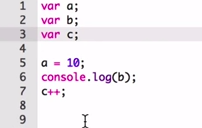 1 var a;
2 var b;
3 var c;
4
5 a = 10;
6 console.log(b);
7 c++;
8
9